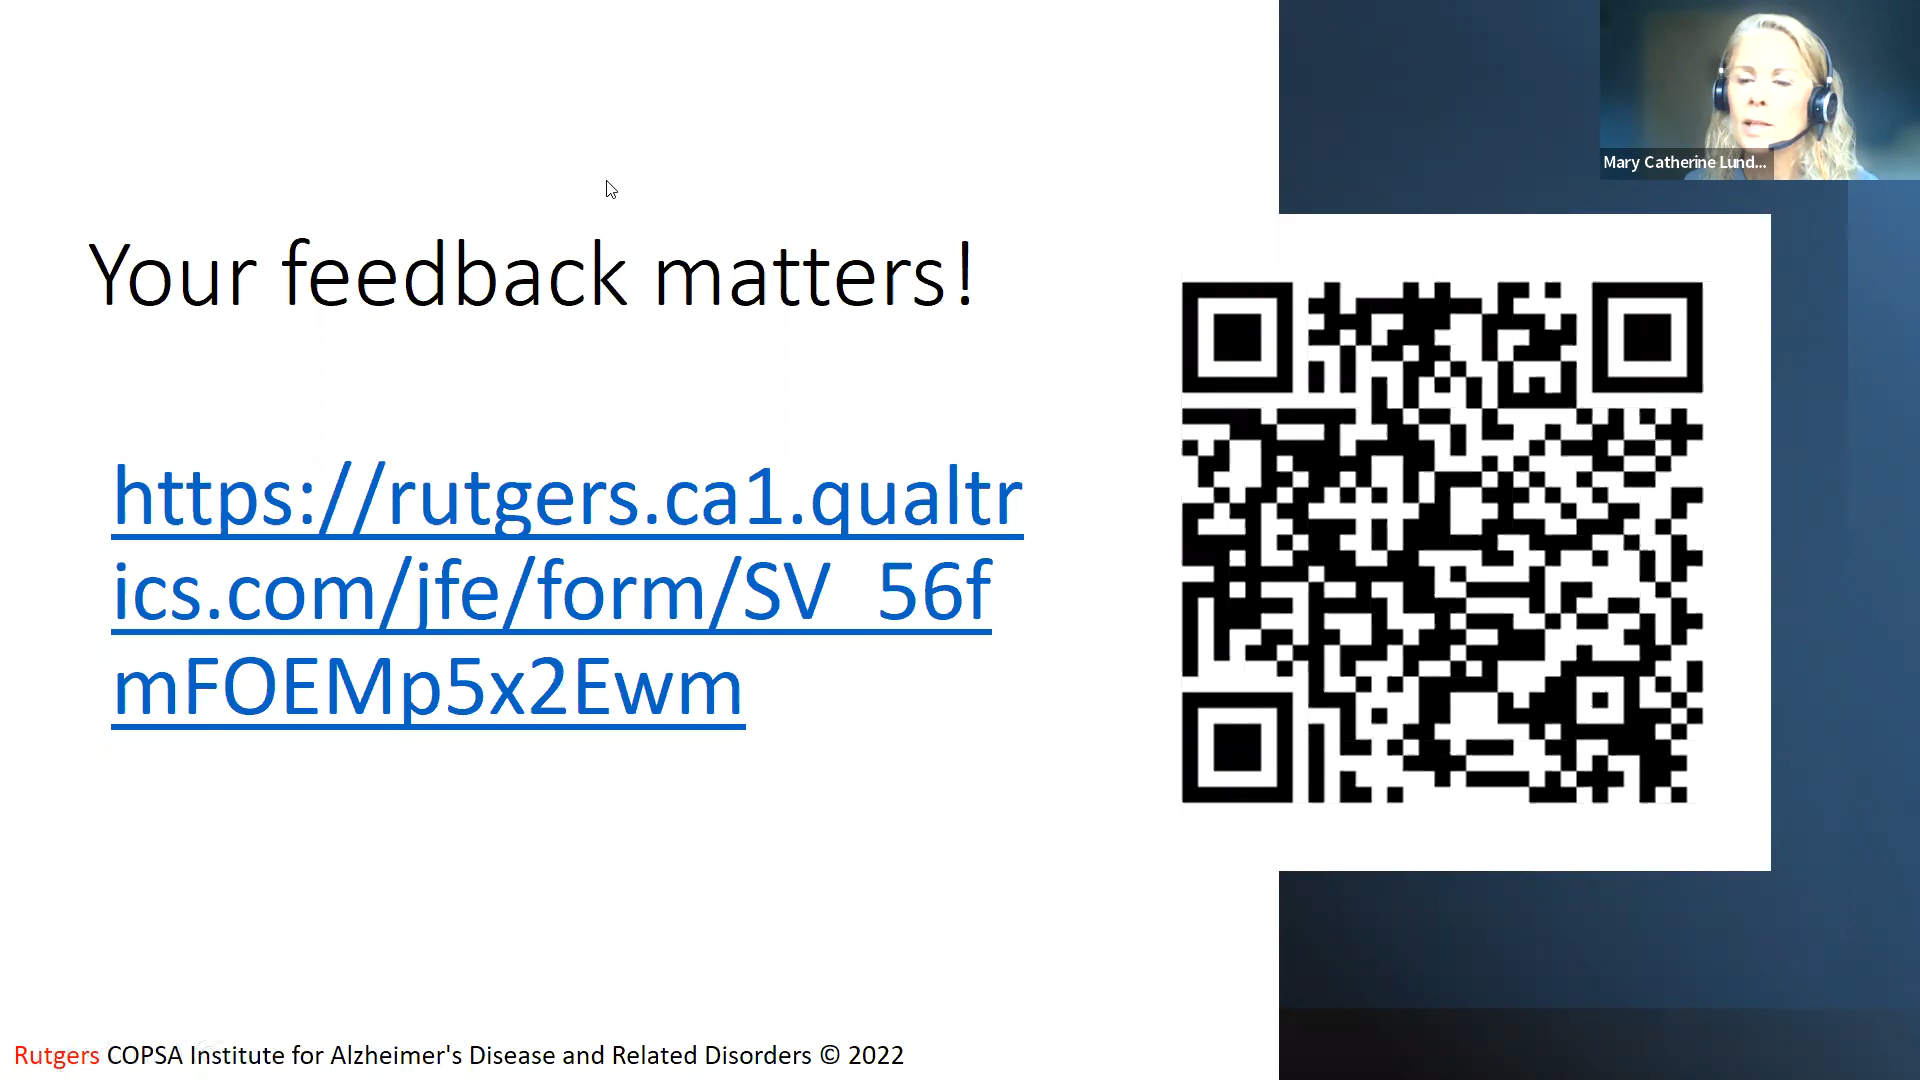 Mary Catherine Lund...
Your feedback matters!
https://rutgers.ca1.qualtr
ics.com/jfe/form/SV_56f
mFOEMp5x2Ewm
Rutgers COPSA Institute for Alzheimer's Disease and Related Disorders © 2022